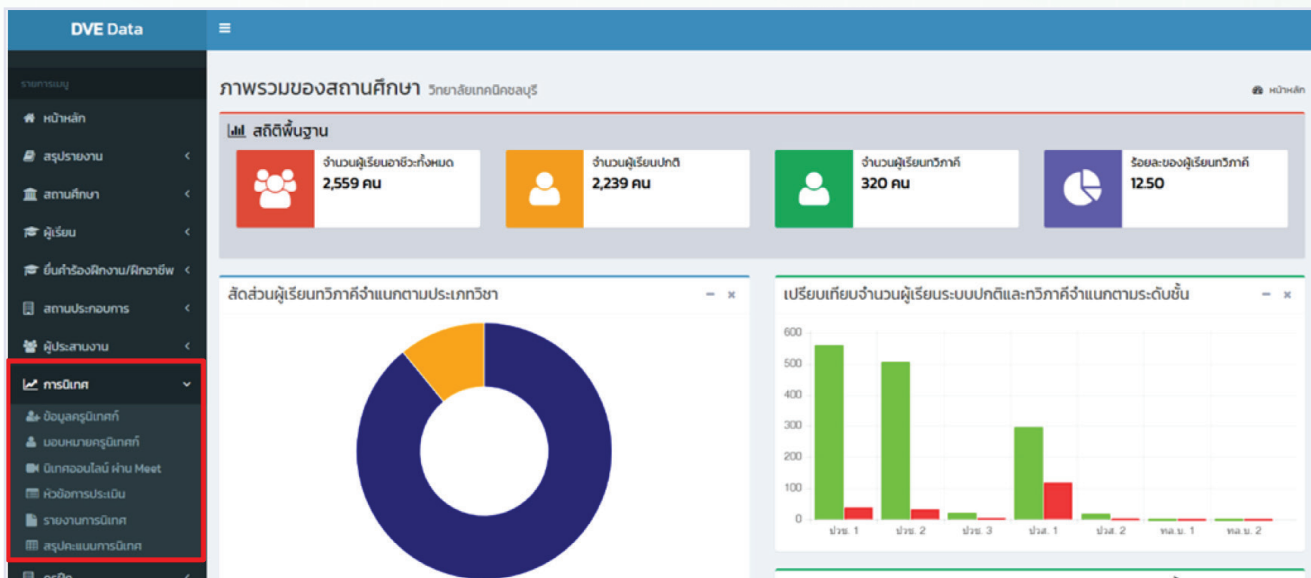 DVE Data
รายการเมนู
หน้าหลัก
สรุปรายงาน
สถานศึกษา
ผู้เรียน
ยื่นคำร้องฝึกงาน/ฝึกอาชีพ
สถานประกอบการ
ผู้ประสานงาน
การนิเทศ
ข้อมูลครูนิเทศก์
มอบหมายครูนิเทศก์
นิเทศออนไลน์ ผ่าน Meet
หัวข้อการประเมิน
รายงานการนิเทศ
สรุปคะแนนการนิเทศ
ภาพรวมของสถานศึกษา วิทยาลัยเทคนิคชลบุรี
หน้าหลัก
สถิติพื้นฐาน
จำนวนผู้เรียนอาชีวะทั้งหมด
2,559 คน
จำนวนผู้เรียนปกติ
2,239 คน
จำนวนผู้เรียนทวิภาคี
320 คน
ร้อยละของผู้เรียนทวิภาคี
12.50
สัดส่วนผู้เรียนทวิภาคีจำแนกตามประเภทวิชา
เปรียบเทียบจำนวนผู้เรียนระบบปกติและทวิภาคีจำแนกตามระดับชั้น
600
500
400
300
200
100
0
ปวช. 1 ปวช. 2 ปวช. 3 ปวส. 1 ปวส. 2 ทล.บ. 1 ทล.บ. 2